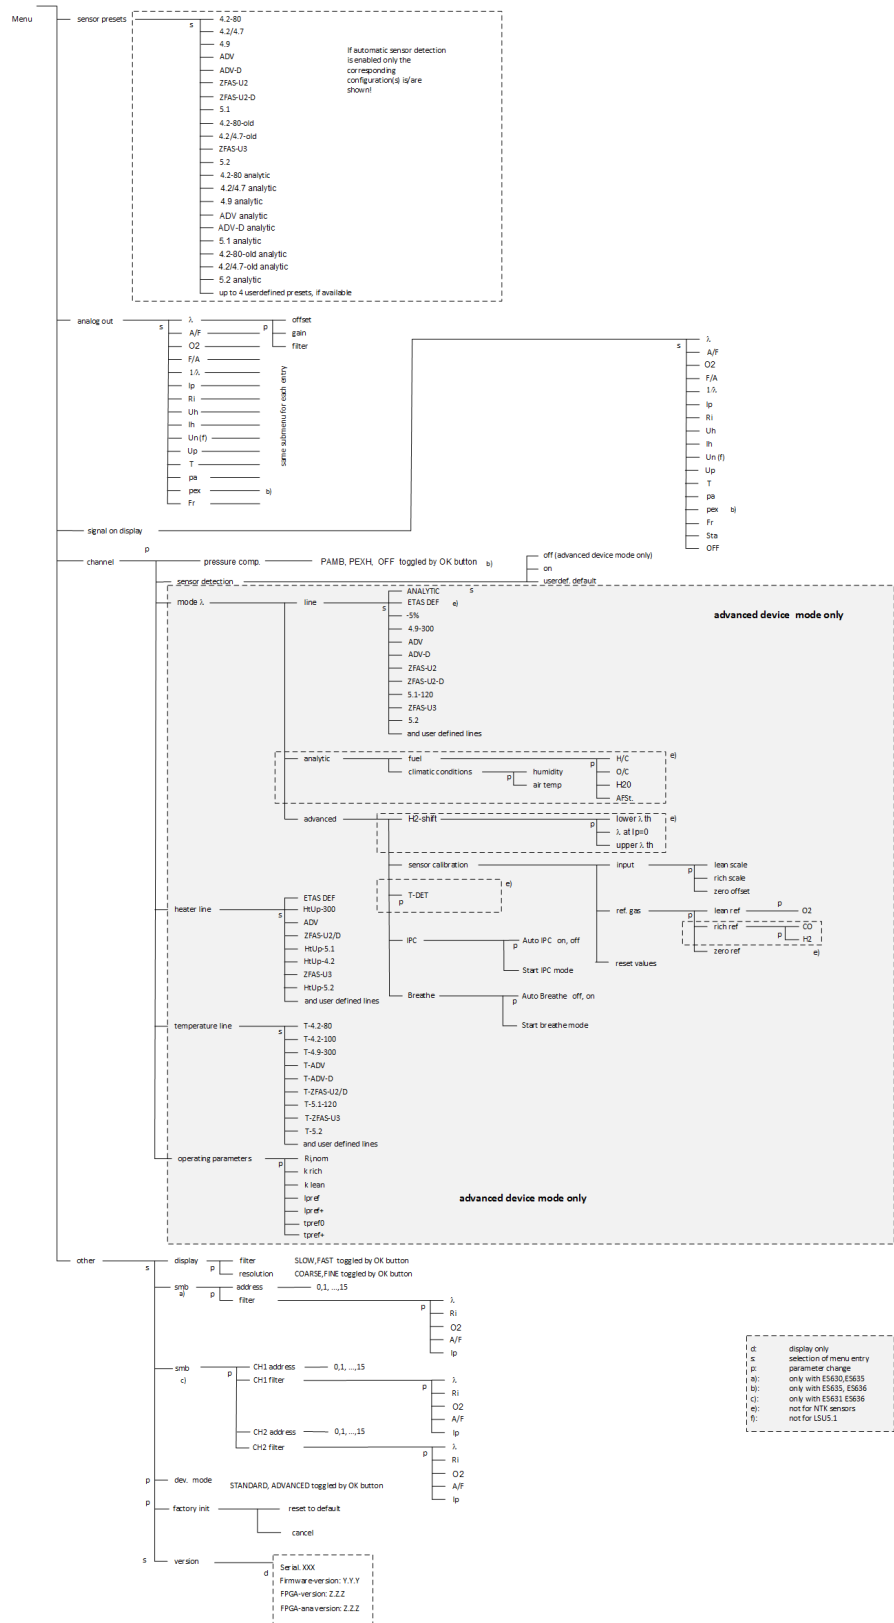 Menu
sensor presets
s
4.2-80
4.2/4.7
4.9
ADV
ADV-D
ZFAS-U2
ZFAS-U2-D
5.1
4.2-80-old
4.2/4.7-old
ZFAS-U3
5.2
4.2-80 analytic
4.2/4.7 analytic
4.9 analytic
ADV analytic
ADV-D analytic
5.1 analytic
4.2-80-old analytic
4.2/4.7-old analytic
5.2 analytic
up to 4 userdefined presets, if available
If automatic sensor detection
is enabled only the
corresponding
configuration(s) is/are
shown!
analog out
s
λ
A/F
O2
F/A
1/λ
Ip
Ri
Uh
Ih
Un (f)
Up
T
pa
pex
b)
Fr
p
offset
gain
filter
same submenu for each entry
signal on display
s
λ
A/F
O2
F/A
1/λ
Ip
Ri
Uh
Ih
Un (f)
Up
T
pa
pex b)
Fr
Sta
OFF
channel
p
pressure comp.
PAMB, PEXH, OFF toggled by OK button b)
sensor detection
off (advanced device mode only)
on
userdef. default
advanced device mode only
mode λ
line
s
ANALYTIC s
ETAS DEF e)
-5%
4.9-300
ADV
ADV-D
ZFAS-U2
ZFAS-U2-D
5.1-120
ZFAS-U3
5.2
and user defined lines
analytic
fuel
p
H/C
O/C
H20
AFSt.
e)
climatic conditions
p
humidity
air temp
advanced
H2-shift
p
lower λ th
λ at Ip=0
upper λ th
e)
sensor calibration
input
p
lean scale
rich scale
zero offset
ref. gas
p
lean ref
p
O2
rich ref
p
CO
H2
zero ref
e)
reset values
T-DET
p
e)
IPC
p
Auto IPC on, off
Start IPC mode
Breathe
p
Auto Breathe off, on
Start breathe mode
heater line
s
ETAS DEF
HtUp-300
ADV
ZFAS-U2/D
HtUp-5.1
HtUp-4.2
ZFAS-U3
HtUp-5.2
and user defined lines
temperature line
s
T-4.2-80
T-4.2-100
T-4.9-300
T-ADV
T-ADV-D
T-ZFAS-U2/D
T-5.1-120
T-ZFAS-U3
T-5.2
and user defined lines
operating parameters
p
Ri,nom
k rich
k lean
Ipref
Ipref+
tpref0
tpref+
advanced device mode only
other
s
display
p
filter
SLOW,FAST toggled by OK button
resolution
COARSE,FINE toggled by OK button
smb
a)
p
address
0,1, ...,15
filter
p
λ
Ri
O2
A/F
Ip
smb
c)
p
CH1 address
0,1, ...,15
CH1 filter
p
λ
Ri
O2
A/F
Ip
CH2 address
0,1, ...,15
CH2 filter
p
λ
Ri
O2
A/F
Ip
p
dev. mode
STANDARD, ADVANCED toggled by OK button
p
factory init
reset to default
cancel
s
version
d
Serial. XXX
Firmware-version: Y.Y.Y
FPGA-version: Z.Z.Z
FPGA-ana version: Z.Z.Z
d: display only
s: selection of menu entry
p: parameter change
a): only with ES630,ES635
b): only with ES635, ES636
c): only with ES631 ES636
e): not for NTK sensors
f): not for LSU5.1